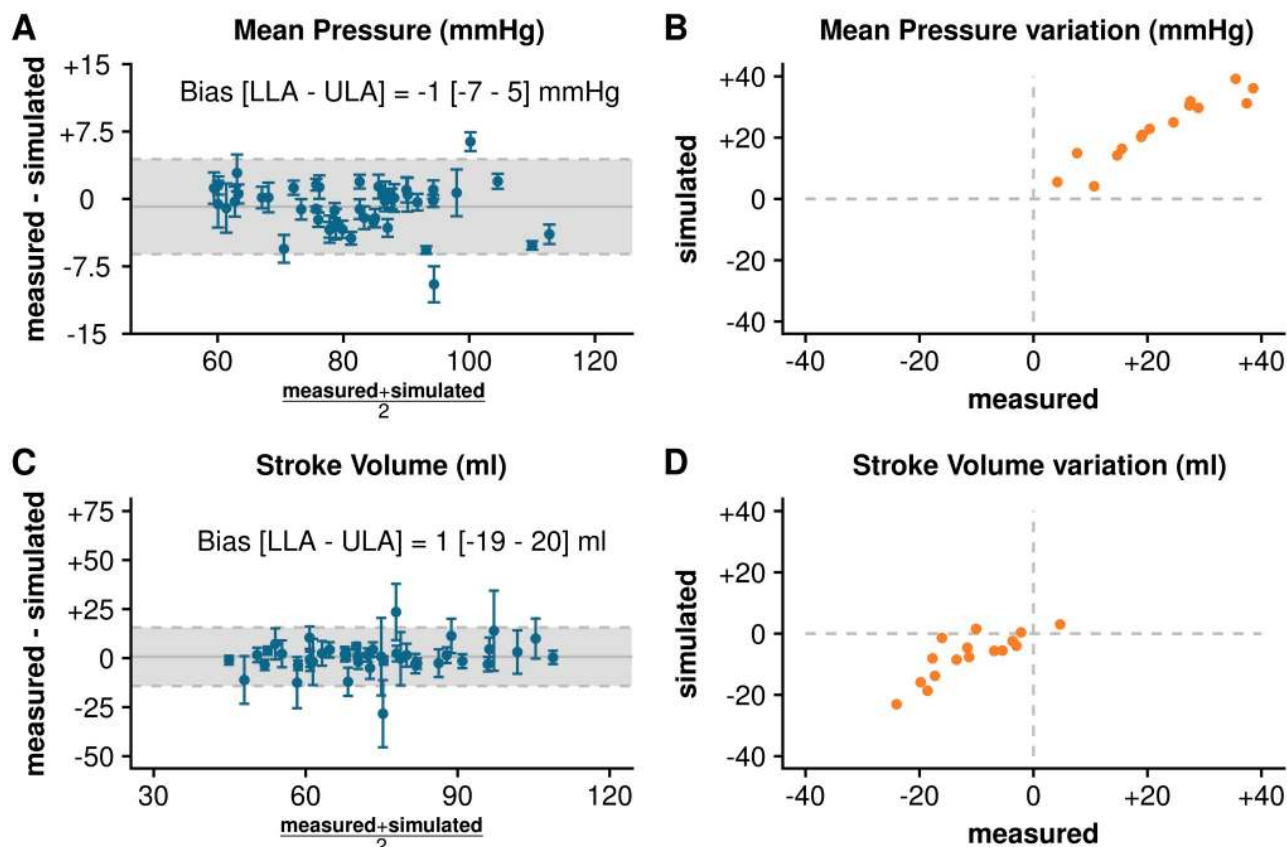 A
Mean Pressure (mmHg)
+15
+7.5
0
-7.5
-15
measured - simulated
Bias [LLA - ULA] = -1 [-7 - 5] mmHg
60
80
100
120
measured+simulated
2
B
Mean Pressure variation (mmHg)
+40
+20
0
-20
-40
simulated
-40
-20
0
+20
+40
measured
C
Stroke Volume (ml)
+75
+50
+25
0
-25
-50
measured - simulated
Bias [LLA - ULA] = 1 [-19 - 20] ml
30
60
90
120
measured+simulated
2
D
Stroke Volume variation (ml)
+40
+20
0
-20
-40
simulated
-40
-20
0
+20
+40
measured